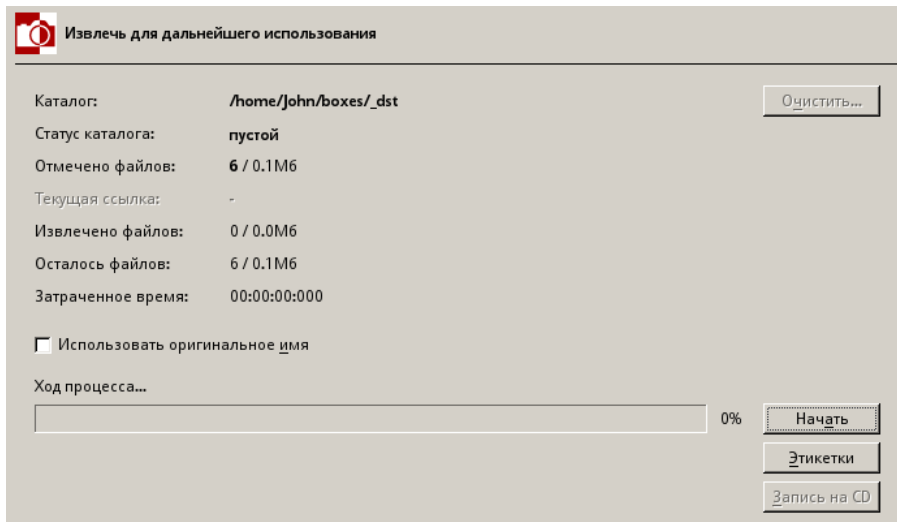 Извлечь для дальнейшего использования
Каталог: /home/John/boxes/_dst Очистить...
Статус каталога: пустой
Отмечено файлов: 6 / 0.1Мб
Текущая ссылка: -
Извлечено файлов: 0 / 0.0Мб
Осталось файлов: 6 / 0.1Мб
Затраченное время: 00:00:00:000
Использовать оригинальное имя
Ход процесса...
0% Начать
Этикетки
Запись на CD